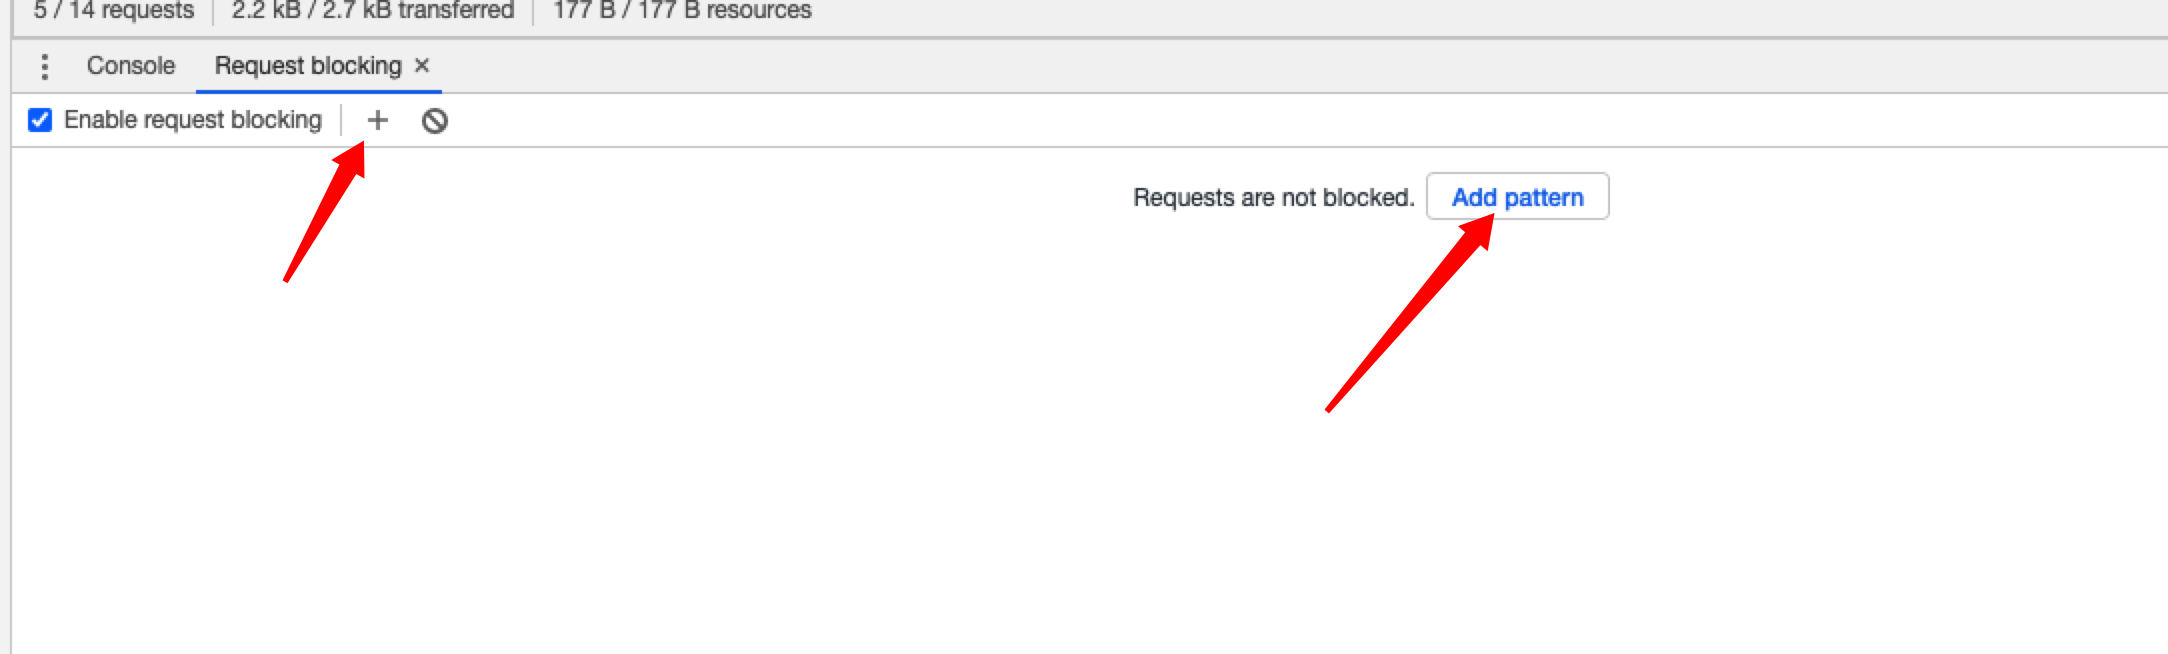 5 / 14 requests 2.2 kB / 2.7 kB transferred 177 B / 177 B resources
Console Request blocking ×
Enable request blocking +
Requests are not blocked. Add pattern